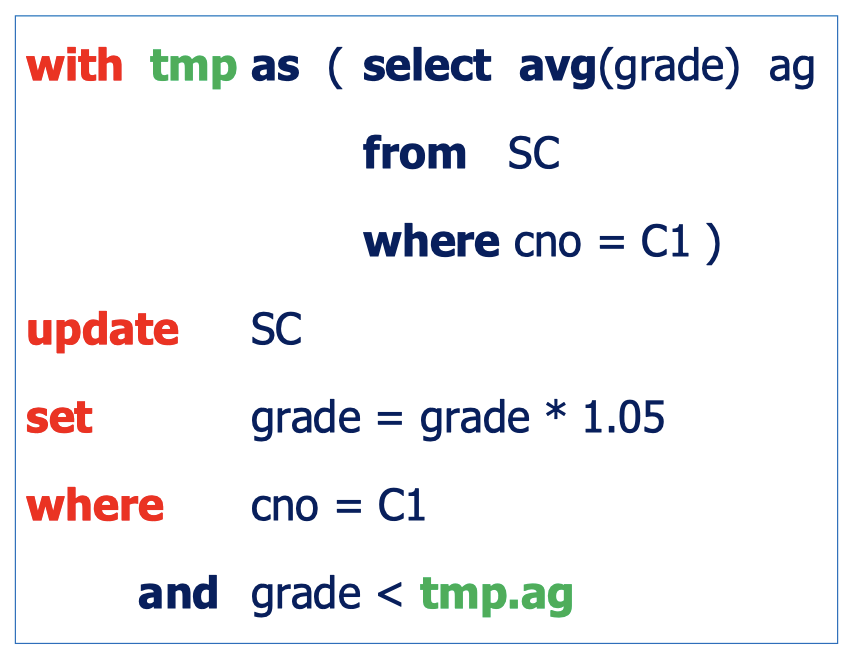 with tmp as ( select avg(grade) ag
from SC
where cno = C1 )
update SC
set grade = grade * 1.05
where cno = C1
and grade < tmp.ag